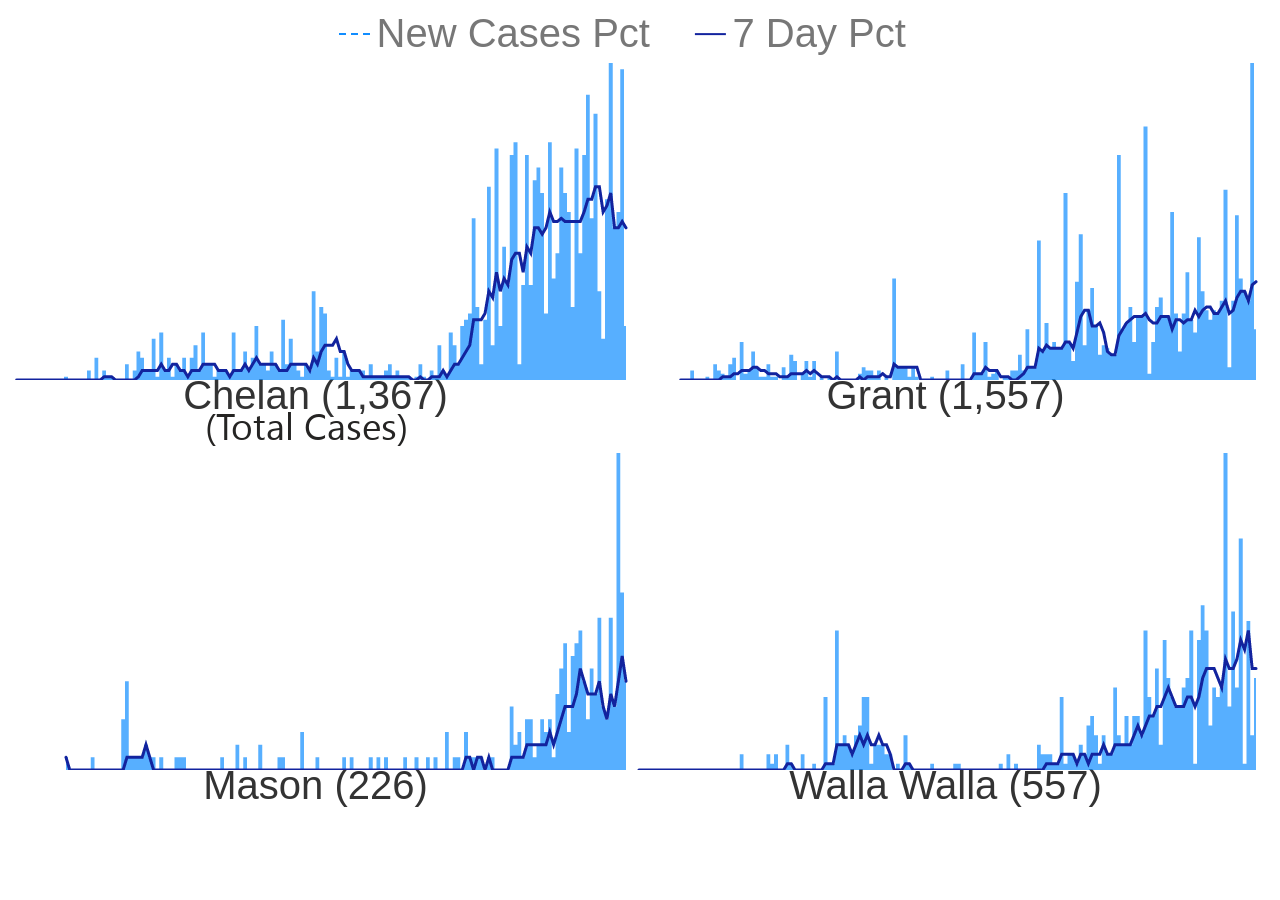 New Cases Pct 7 Day Pct
Chelan (1,367) Grant (1,557)
(Total Cases)
Mason (226) Walla Walla (557)